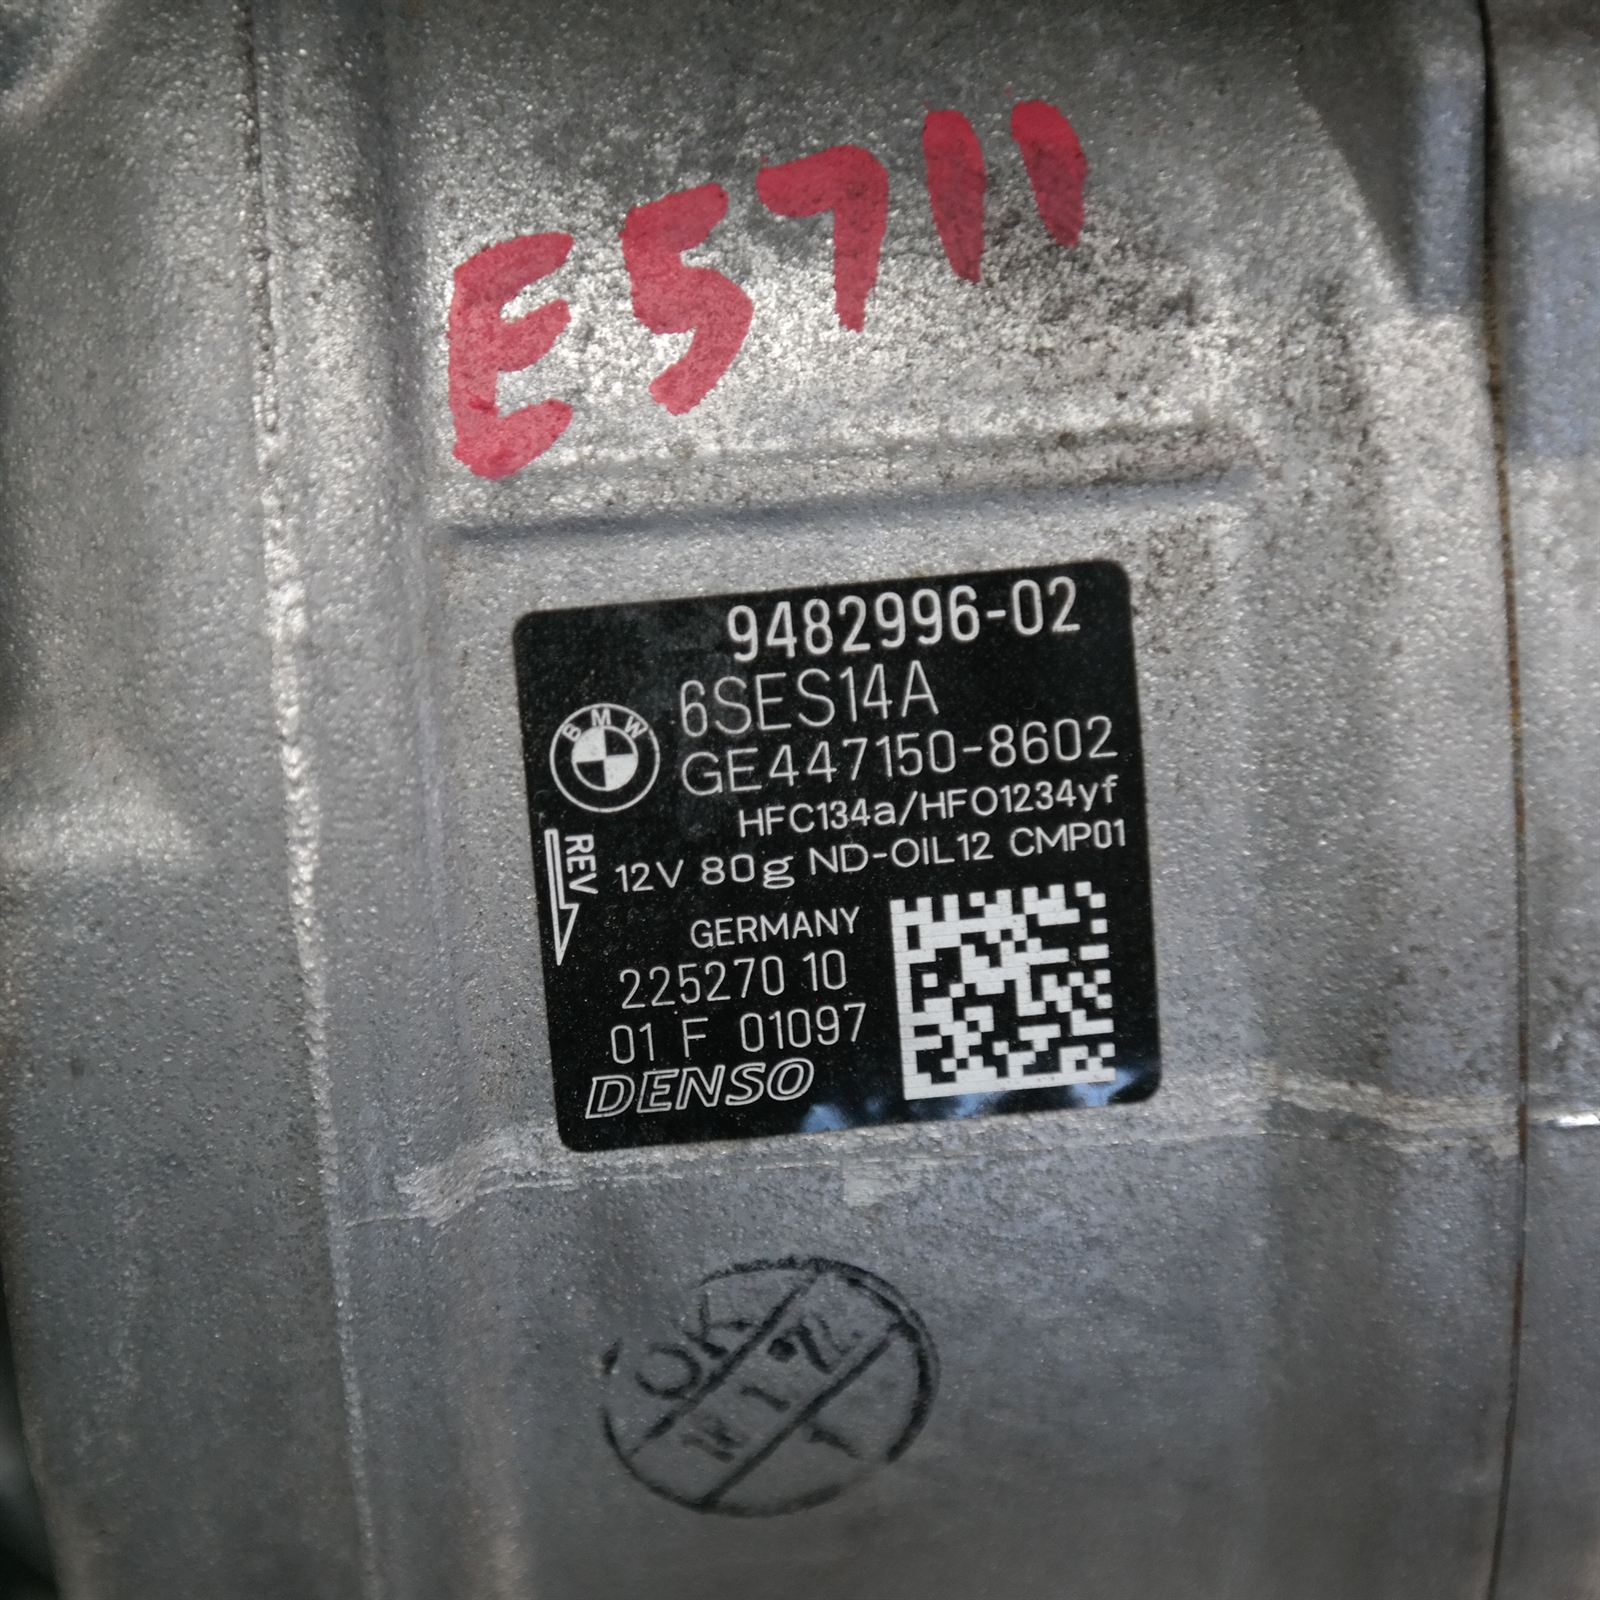 E5711
9482996-02
6SES14A
BMW
GE447150-8602
HFC134a/HFO1234yf
REV
12V 80g ND-OIL12 CMP01
GERMANY
225270 10
01 F 01097
DENSO
OK